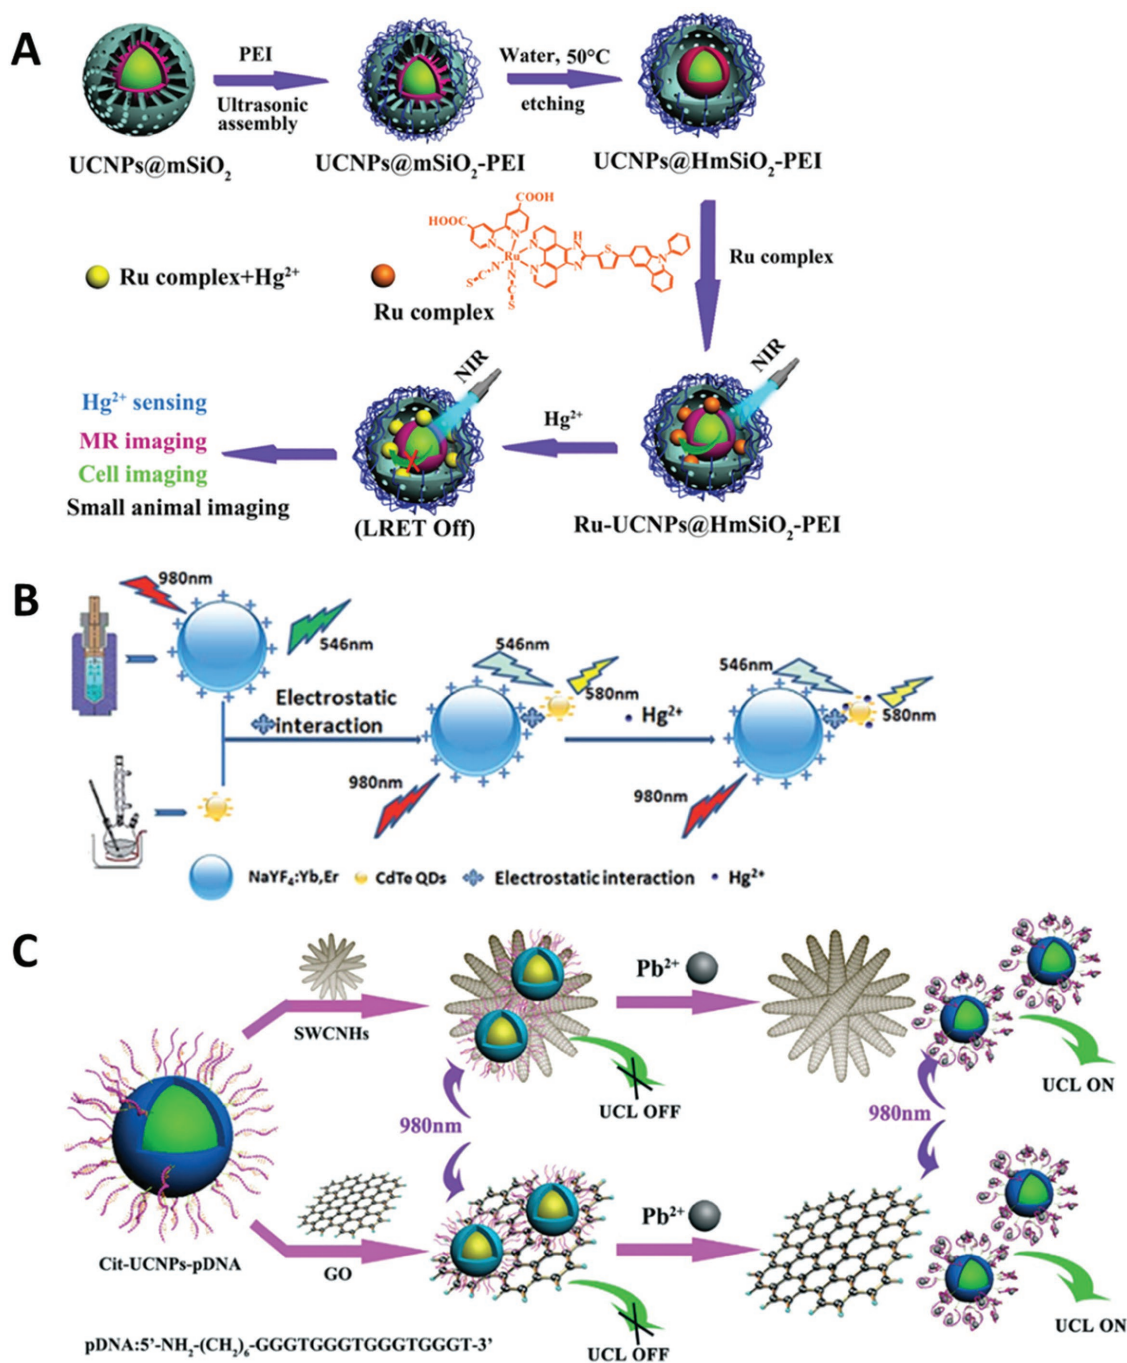 A
PEI
Ultrasonic
assembly
Water, 50°C
etching
UCNPs@mSiO₂
UCNPs@mSiO₂-PEI
UCNPs@HmSiO₂-PEI
COOH
HOOC
N
N
Ru
N
N
H
N
N
S
N
S-C-N
N
C
S
Ru complex
Ru complex+Hg²⁺
Ru complex
NIR
NIR
Hg²⁺ sensing
MR imaging
Cell imaging
Small animal imaging
Hg²⁺
(LRET Off)
Ru-UCNPs@HmSiO₂-PEI
B
980nm
546nm
Electrostatic
interaction
546nm
580nm
Hg²⁺
980nm
546nm
580nm
980nm
NaYF₄:Yb,Er
CdTe QDs
Electrostatic interaction
Hg²⁺
C
SWCNHs
Pb²⁺
UCL OFF
UCL ON
980nm
980nm
Cit-UCNPs-pDNA
GO
Pb²⁺
UCL OFF
UCL ON
pDNA:5’-NH₂-(CH₂)₆-GGGTGGGTGGGTGGGT-3’